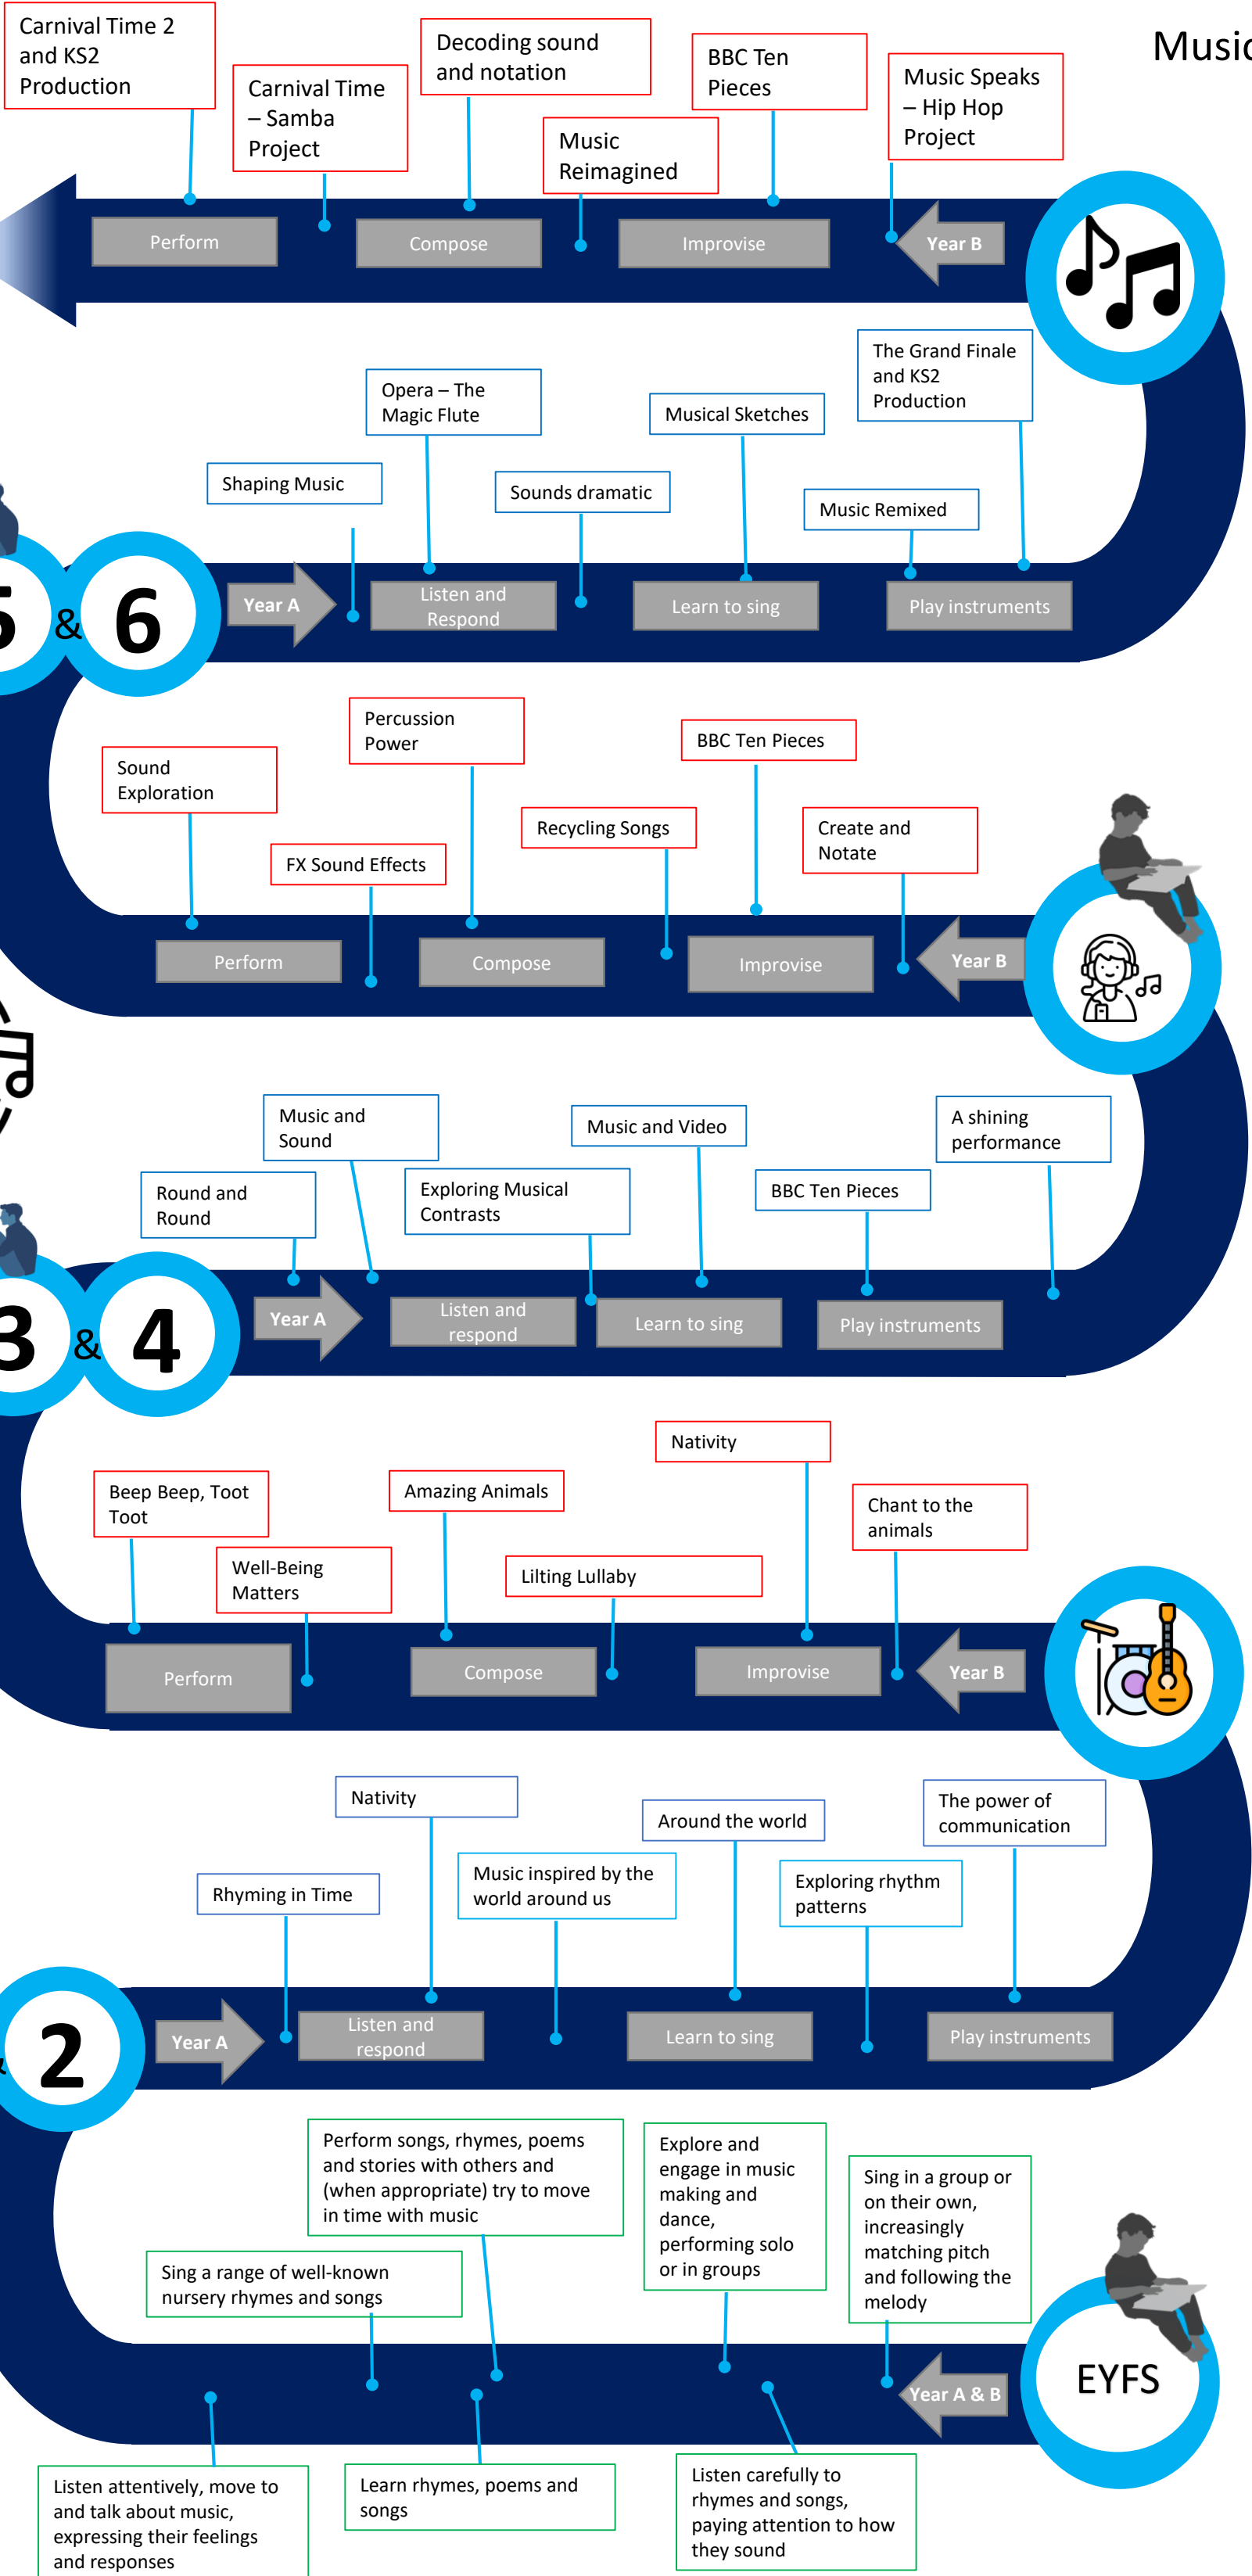 Music
Carnival Time 2
and KS2
Production
Carnival Time
– Samba
Project
Decoding sound
and notation
Music
Reimagined
BBC Ten
Pieces
Music Speaks
– Hip Hop
Project
Perform
Compose
Improvise
Year B
Shaping Music
Opera – The
Magic Flute
Sounds dramatic
Musical Sketches
Music Remixed
The Grand Finale
and KS2
Production
5 & 6
Year A
Listen and
Respond
Learn to sing
Play instruments
Sound
Exploration
FX Sound Effects
Percussion
Power
Recycling Songs
BBC Ten Pieces
Create and
Notate
Perform
Compose
Improvise
Year B
Round and
Round
Music and
Sound
Exploring Musical
Contrasts
Music and Video
BBC Ten Pieces
A shining
performance
3 & 4
Year A
Listen and
respond
Learn to sing
Play instruments
Beep Beep, Toot
Toot
Well-Being
Matters
Amazing Animals
Lilting Lullaby
Nativity
Chant to the
animals
Perform
Compose
Improvise
Year B
Rhyming in Time
Nativity
Music inspired by the
world around us
Around the world
Exploring rhythm
patterns
The power of
communication
2
Year A
Listen and
respond
Learn to sing
Play instruments
Sing a range of well-known
nursery rhymes and songs
Perform songs, rhymes, poems
and stories with others and
(when appropriate) try to move
in time with music
Explore and
engage in music
making and
dance,
performing solo
or in groups
Sing in a group or
on their own,
increasingly
matching pitch
and following the
melody
Year A & B
EYFS
Listen attentively, move to
and talk about music,
expressing their feelings
and responses
Learn rhymes, poems and
songs
Listen carefully to
rhymes and songs,
paying attention to how
they sound